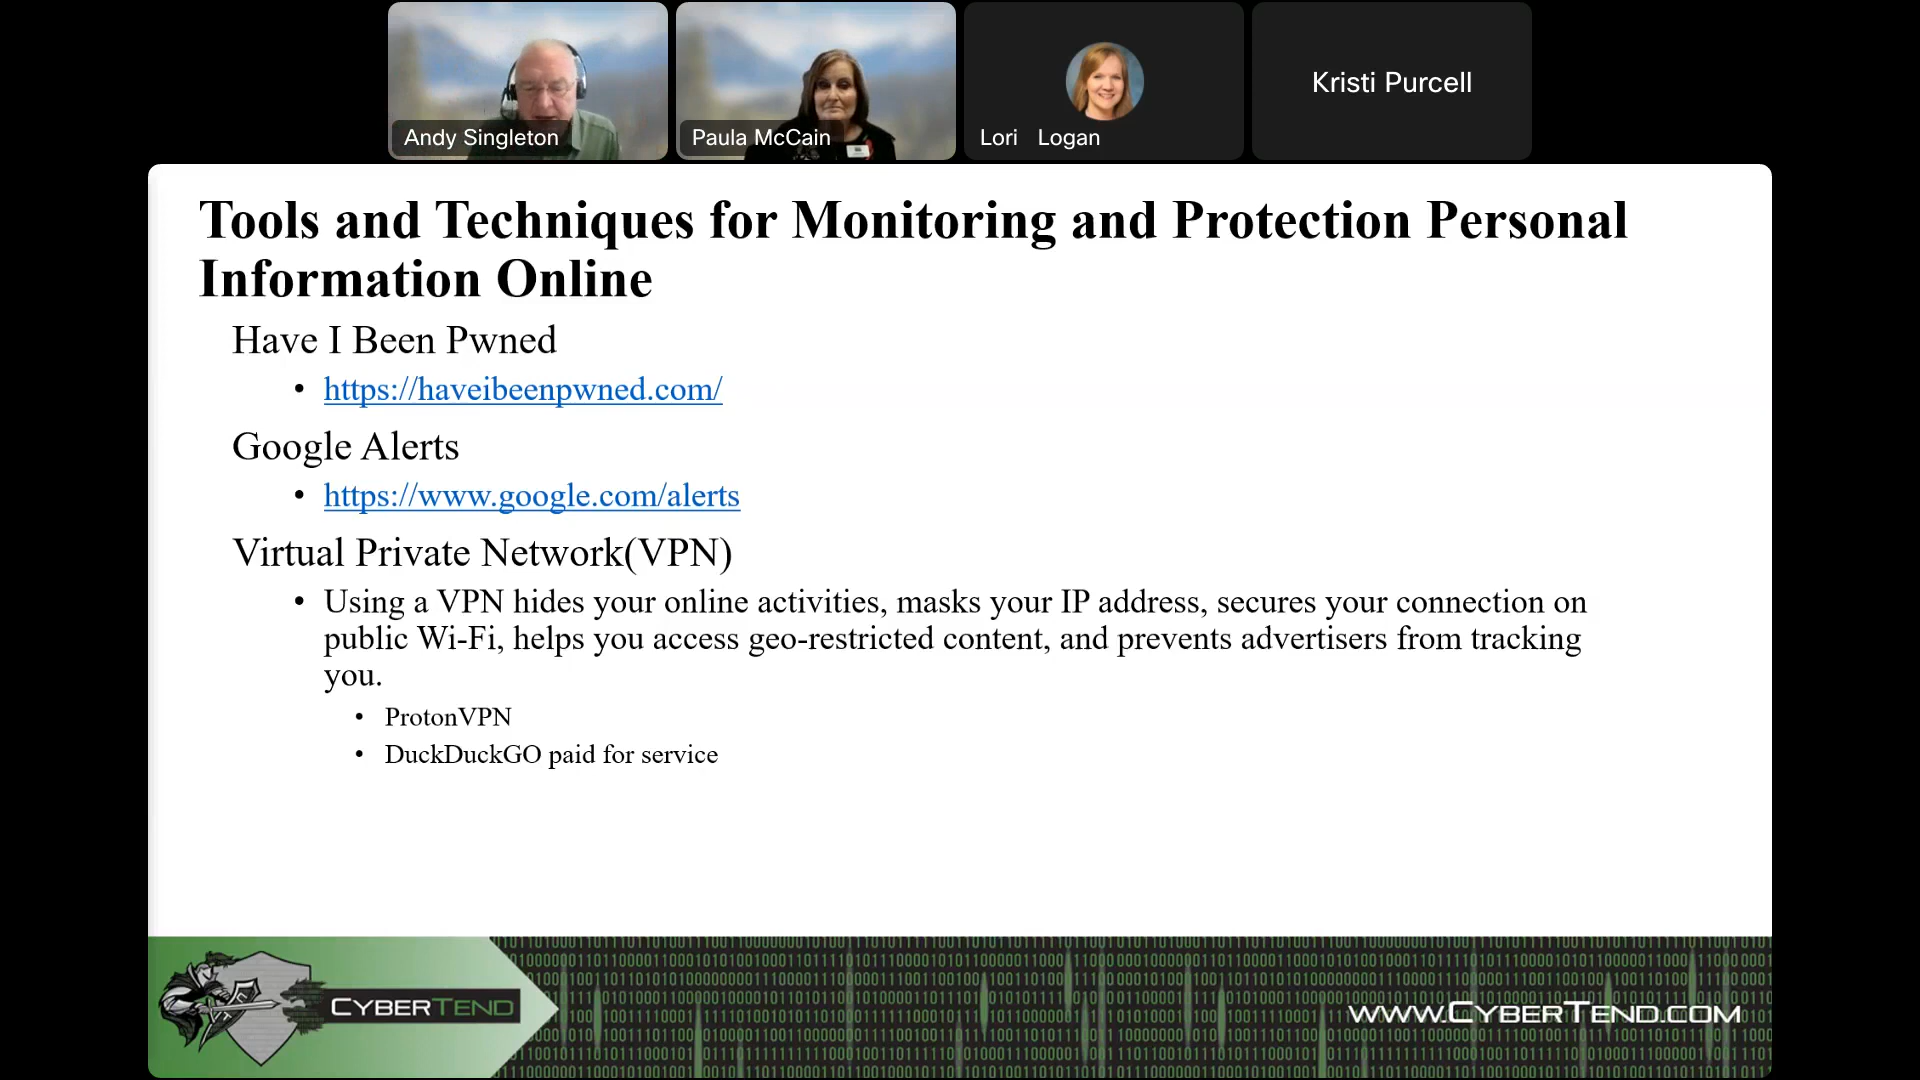 Andy Singleton
Paula McCain
Lori Logan
Kristi Purcell
Tools and Techniques for Monitoring and Protection Personal
Information Online
Have I Been Pwned
• https://haveibeenpwned.com/
Google Alerts
• https://www.google.com/alerts
Virtual Private Network(VPN)
• Using a VPN hides your online activities, masks your IP address, secures your connection on
public Wi-Fi, helps you access geo-restricted content, and prevents advertisers from tracking
you.
• ProtonVPN
• DuckDuckGO paid for service
CYBERTEND
WWW.CYBERTEND.COM